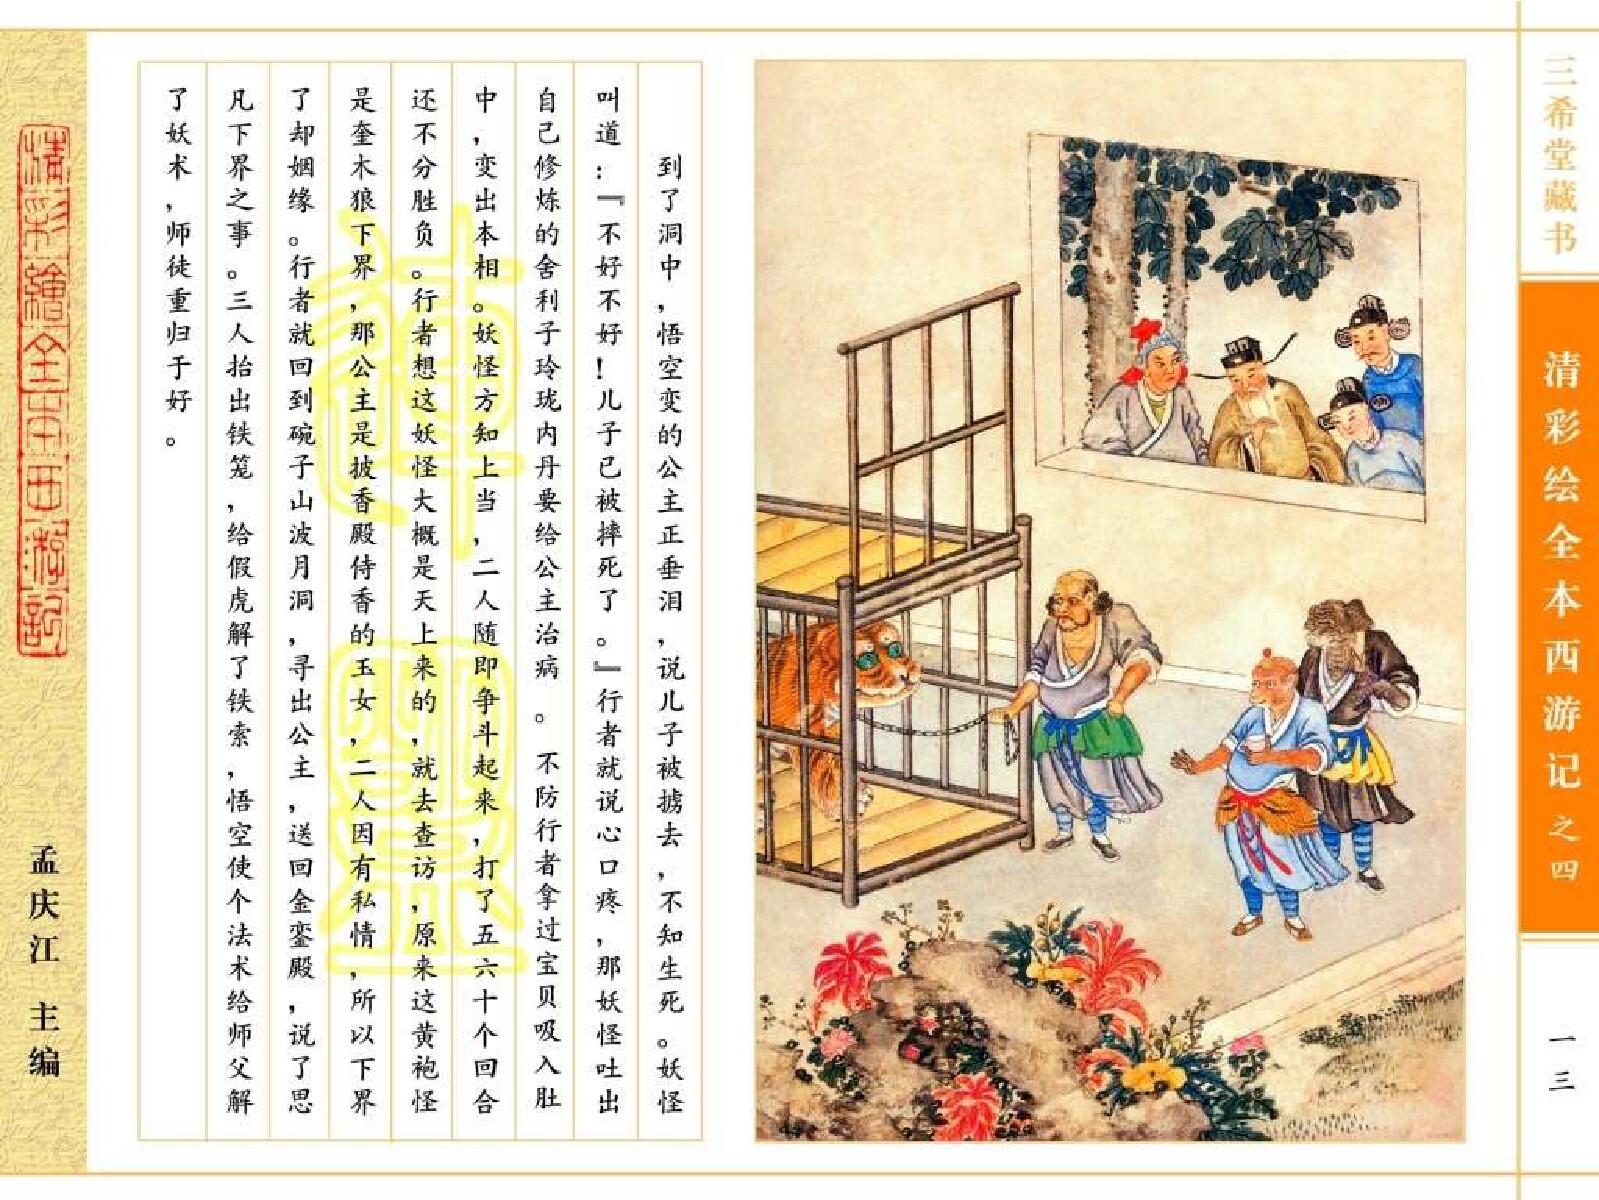 三希堂藏书
清彩绘全本西游记之四
一三
到了洞中，悟空变的公主正垂泪，说儿子被掳去，不知生死。妖怪
叫道：『不好不好！儿子已被摔死了。』行者就说心口疼，那妖怪吐出
自己修炼的舍利子玲珑内丹要给公主治病。不防行者拿过宝贝吸入肚
中，变出本相。妖怪方知上当，二人随即争斗起来，打了五六十个回合
还不分胜负。行者想这妖怪大概是天上来的，就去查访，原来这黄袍怪
是奎木狼下界，那公主是披香殿侍香的玉女，二人因有私情，所以下界
了却姻缘。行者就回到碗子山波月洞，寻出公主，送回金銮殿，说了思
凡下界之事。三人抬出铁笼，给假虎解了铁索，悟空使个法术给师父解
了妖术，师徒重归于好。
清彩繪全本西游記
孟庆江 主编